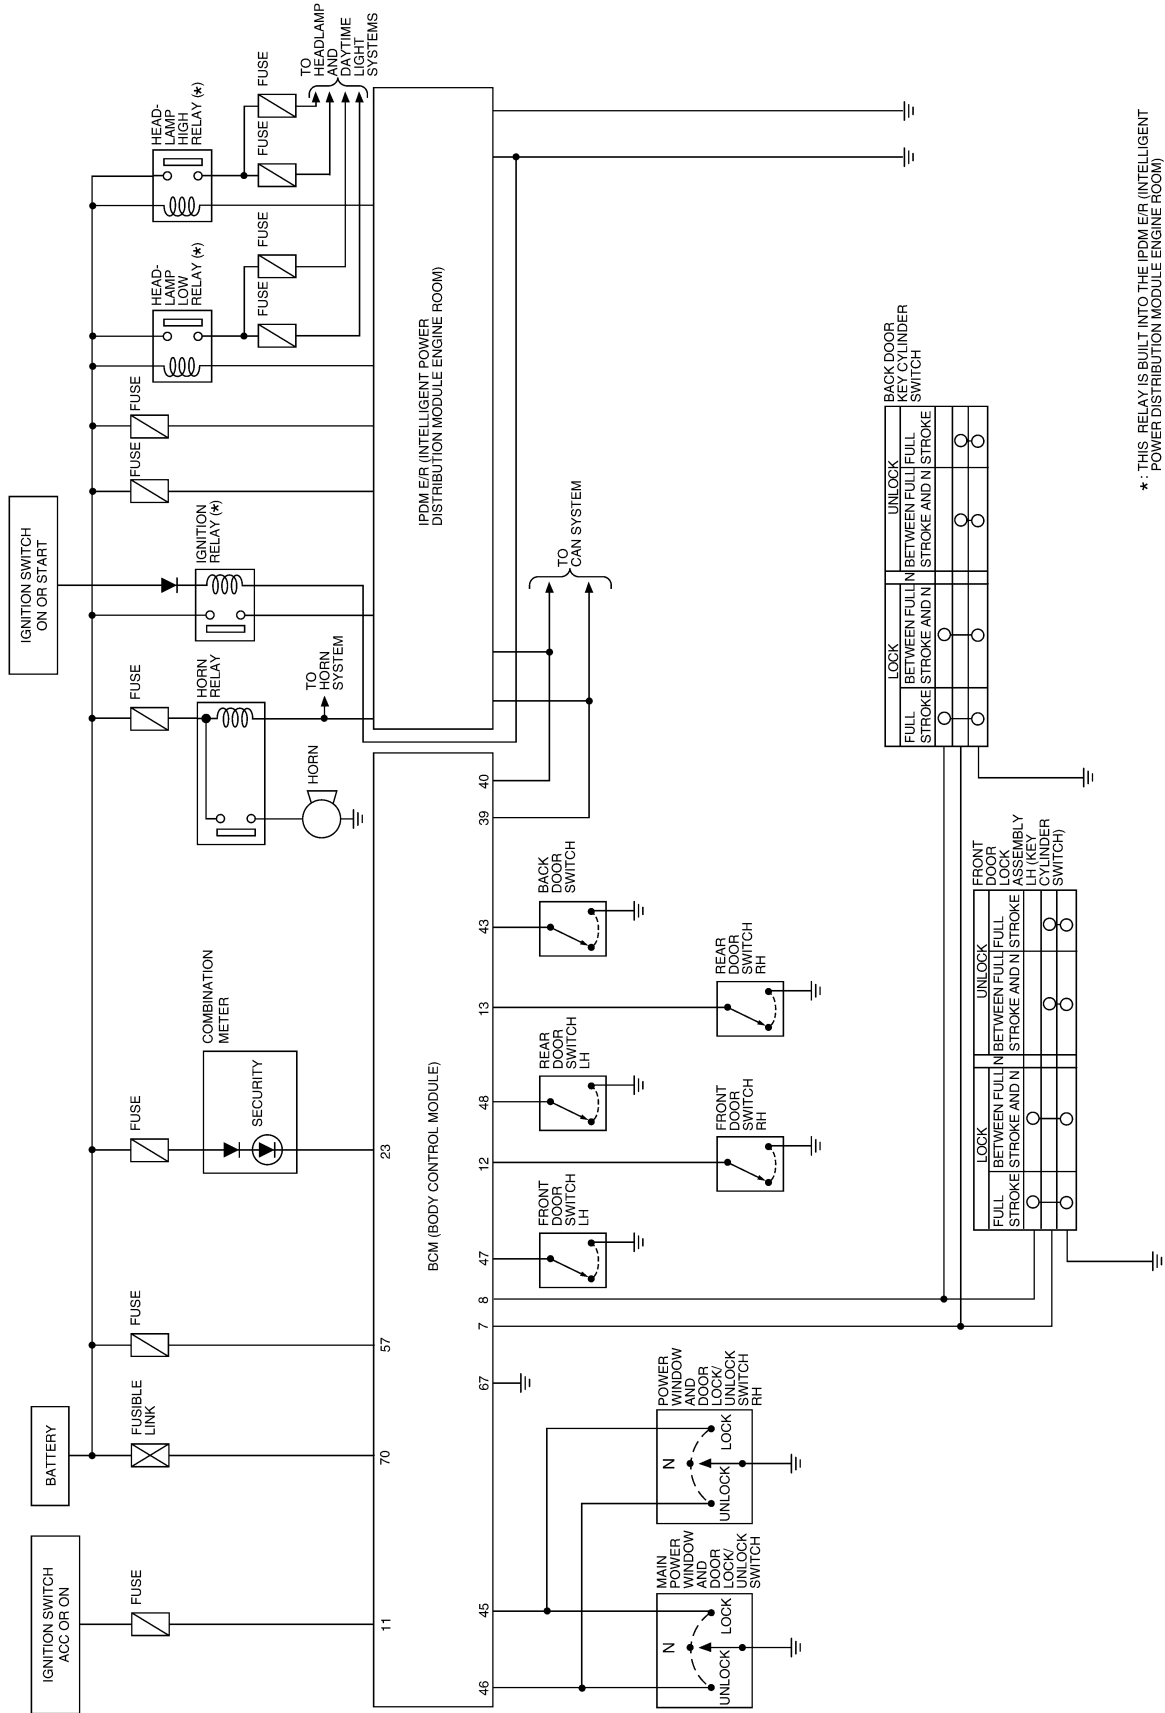 IGNITION SWITCH
ACC OR ON
FUSE
11
BATTERY
FUSIBLE
LINK
70
FUSE
57
FUSE
COMBINATION
METER
SECURITY
23
FUSE
HORN
RELAY
HORN
TO
HORN
SYSTEM
IGNITION SWITCH
ON OR START
IGNITION
RELAY (*)
FUSE
FUSE
HEAD-
LAMP
LOW
RELAY (*)
FUSE
FUSE
HEAD-
LAMP
HIGH
RELAY (*)
FUSE
FUSE
TO
HEADLAMP
AND
DAYTIME
LIGHT
SYSTEMS
BCM (BODY CONTROL MODULE)
IPDM E/R (INTELLIGENT POWER
DISTRIBUTION MODULE ENGINE ROOM)
46
45
67
7
8
47
12
48
13
43
39
40
TO
CAN SYSTEM
MAIN
POWER
WINDOW
AND
DOOR
LOCK/
UNLOCK
SWITCH
N
UNLOCK
LOCK
POWER
WINDOW
AND
DOOR
LOCK/
UNLOCK
SWITCH
RH
N
UNLOCK
LOCK
FRONT
DOOR
SWITCH
LH
FRONT
DOOR
SWITCH
RH
REAR
DOOR
SWITCH
LH
REAR
DOOR
SWITCH
RH
BACK
DOOR
SWITCH
FRONT
DOOR
LOCK
ASSEMBLY
LH (KEY
CYLINDER
SWITCH)
LOCK
UNLOCK
FULL
STROKE
BETWEEN FULL
STROKE AND N
N
BETWEEN FULL
STROKE AND N
FULL
STROKE
BACK DOOR
KEY CYLINDER
SWITCH
LOCK
UNLOCK
FULL
STROKE
BETWEEN FULL
STROKE AND N
N
BETWEEN FULL
STROKE AND N
FULL
STROKE
* : THIS RELAY IS BUILT INTO THE IPDM E/R (INTELLIGENT
POWER DISTRIBUTION MODULE ENGINE ROOM)